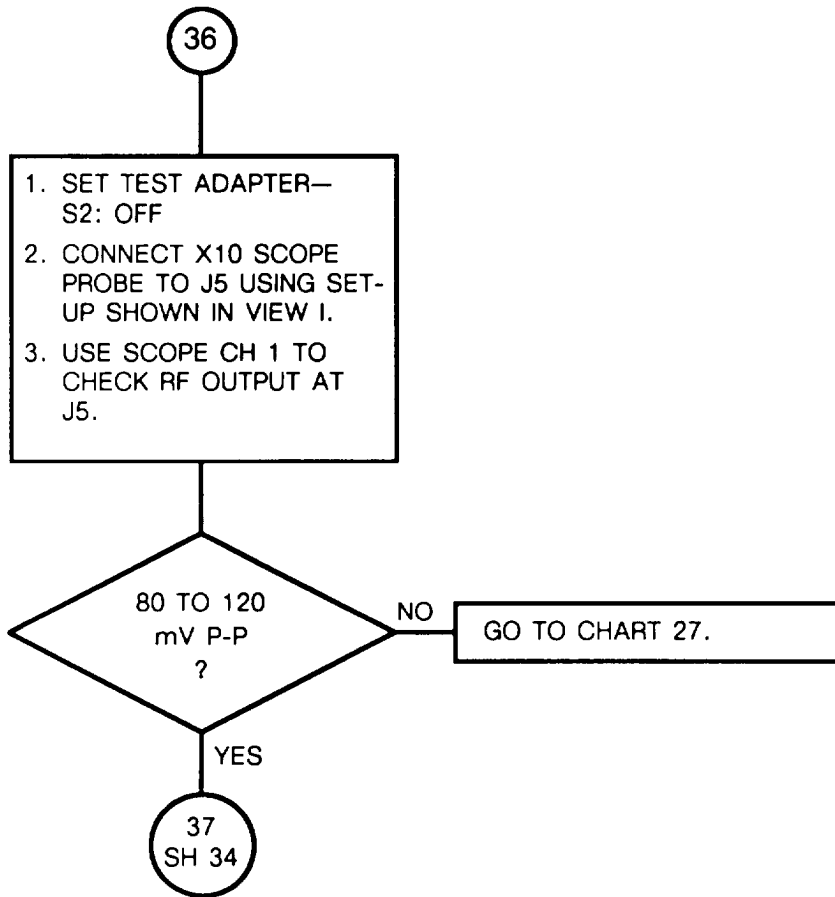 36
1. SET TEST ADAPTER—
S2: OFF
2. CONNECT X10 SCOPE
PROBE TO J5 USING SET-
UP SHOWN IN VIEW I.
3. USE SCOPE CH 1 TO
CHECK RF OUTPUT AT
J5.
80 TO 120
mV P-P
?
NO
GO TO CHART 27.
YES
37
SH 34